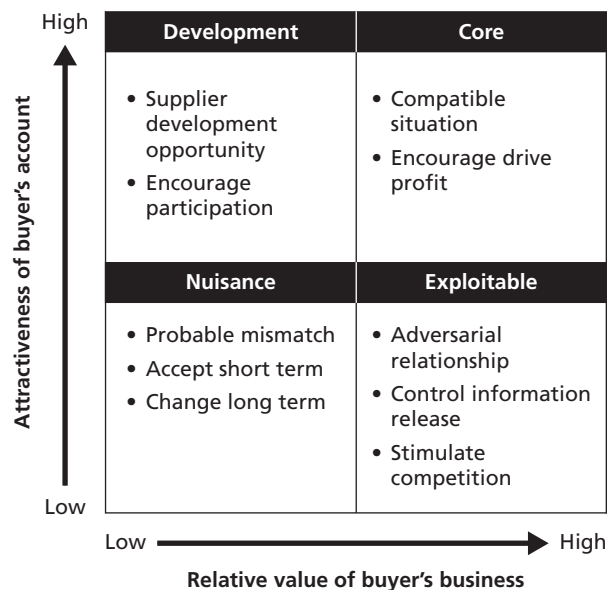 High
Attractiveness of buyer's account
Low
Development
• Supplier
development
opportunity
• Encourage
participation
Core
• Compatible
situation
• Encourage drive
profit
Nuisance
• Probable mismatch
• Accept short term
• Change long term
Exploitable
• Adversarial
relationship
• Control information
release
• Stimulate
competition
Low
High
Relative value of buyer's business